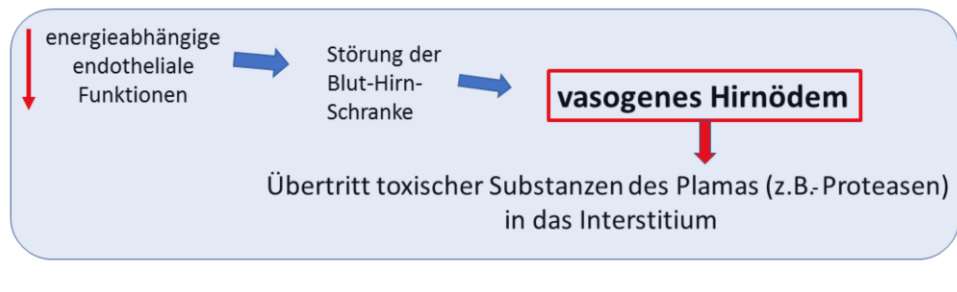 energieabhängige
endotheliale
Funktionen
Störung der
Blut-Hirn-
Schranke
vasogenes Hirnödem
Übertritt toxischer Substanzen des Plamas (z.B.-Proteasen)
in das Interstitium